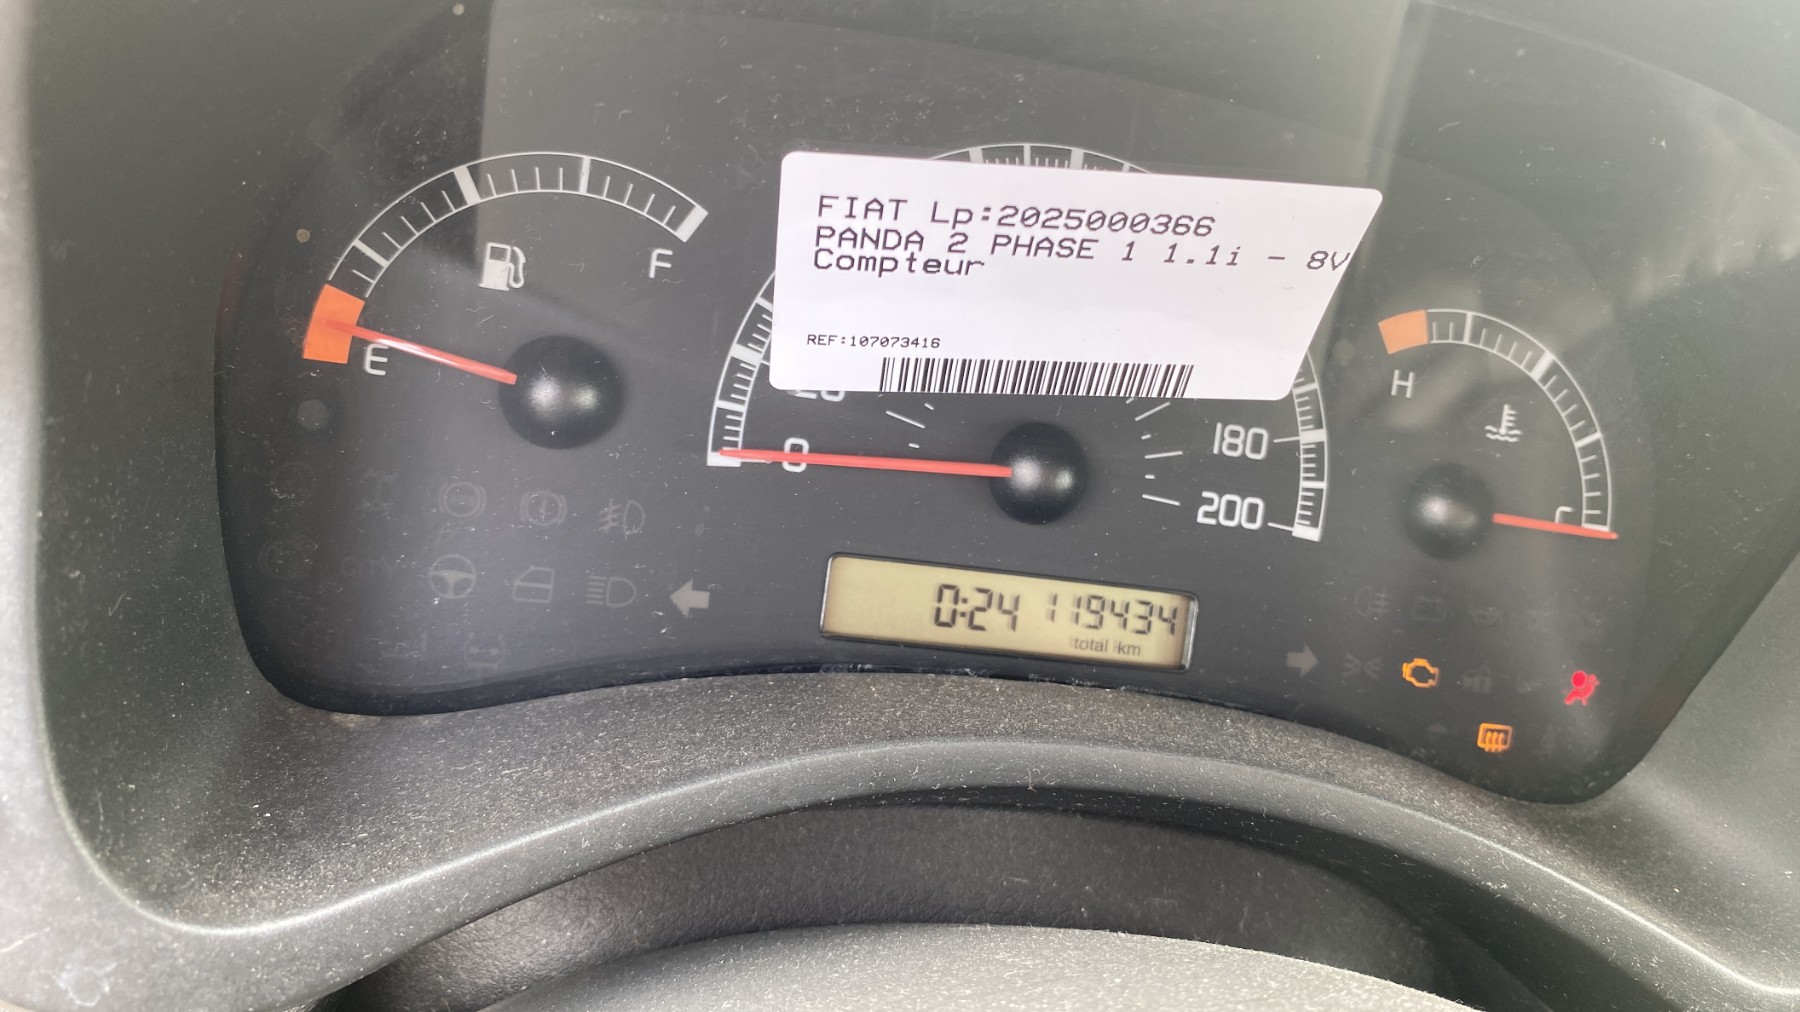 FIAT Lp:2025000366
PANDA 2 PHASE 1 1.1i - 8V
Compteur
REF:107073416
F
E
0
180
200
H
C
0:24 119434
total km
CITY